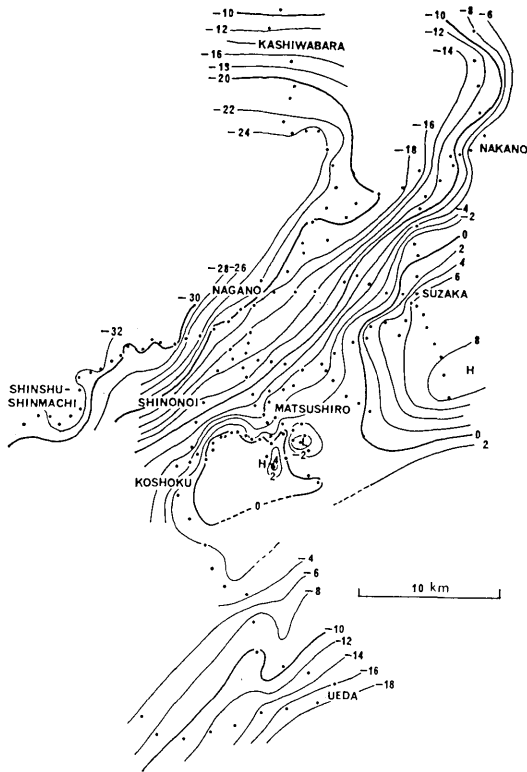 -10
-12
KASHIWABARA
-16
-13
-20
-22
-24
-10
-8
-6
-12
-14
-16
-18
NAKANO
-4
-2
0
2
4
6
SUZAKA
-28 -26
NAGANO
-30
-32
8
H
SHINSHU-
SHINMACHI
SHINONOI
MATSUSHIRO
L
-2
H
4
2
0
2
KOSHOKU
0
-4
-6
-8
10 km
-10
-12
-14
-16
-18
UEDA